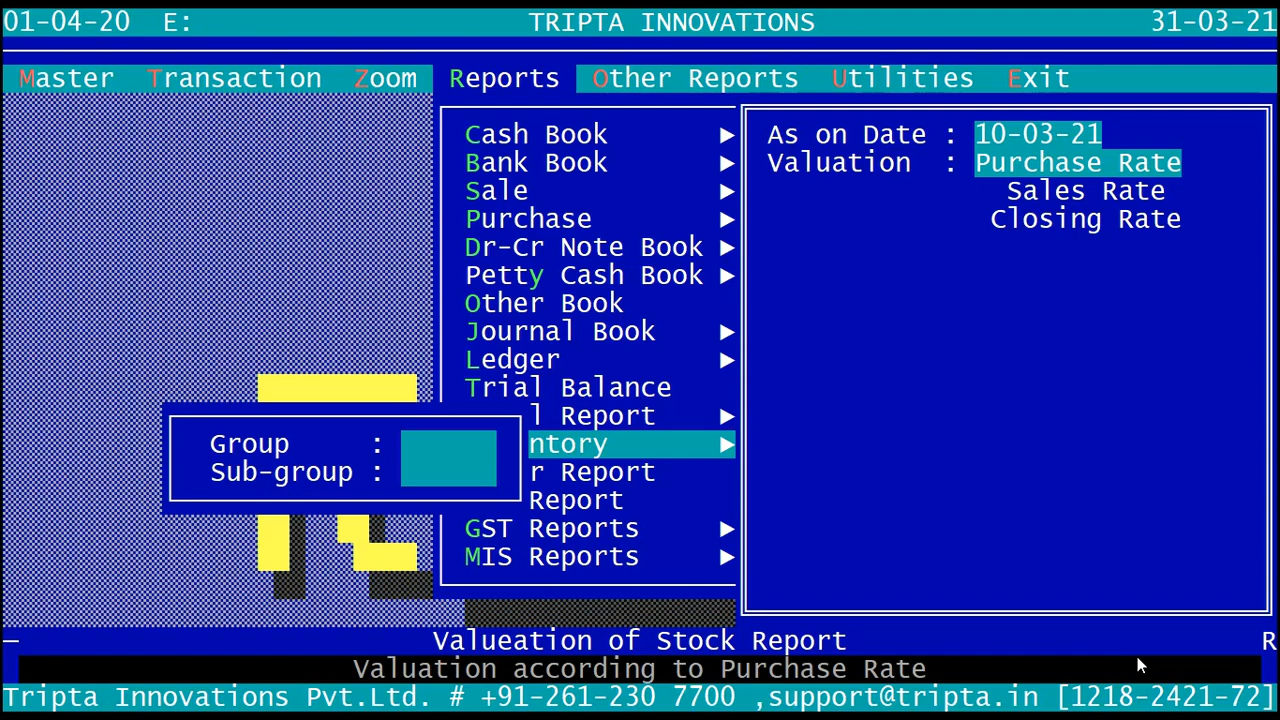 01-04-20 E: TRIPTA INNOVATIONS 31-03-21
Master Transaction Zoom Reports Other Reports Utilities Exit
Cash Book ▶
Bank Book ▶
Sale ▶
Purchase ▶
Dr-Cr Note Book ▶
Petty Cash Book ▶
Other Book
Journal Book ▶
Ledger ▶
Trial Balance
l Report ▶
ntory ▶
r Report
Report
GST Reports ▶
MIS Reports ▶
As on Date : 10-03-21
Valuation : Purchase Rate
Sales Rate
Closing Rate
Group :
Sub-group :
Valueation of Stock Report R
Valuation according to Purchase Rate
Tripta Innovations Pvt.Ltd. # +91-261-230 7700 ,support@tripta.in [1218-2421-72]